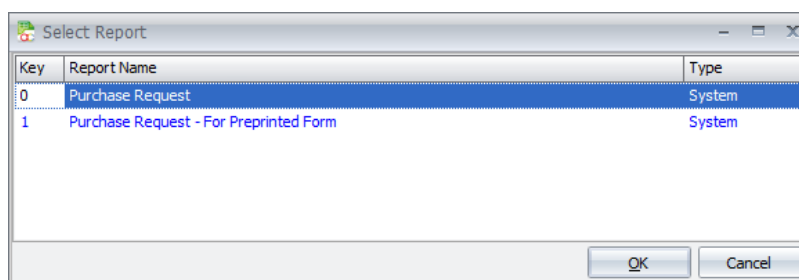 Select Report
Key Report Name Type
0 Purchase Request System
1 Purchase Request - For Preprinted Form System
OK Cancel